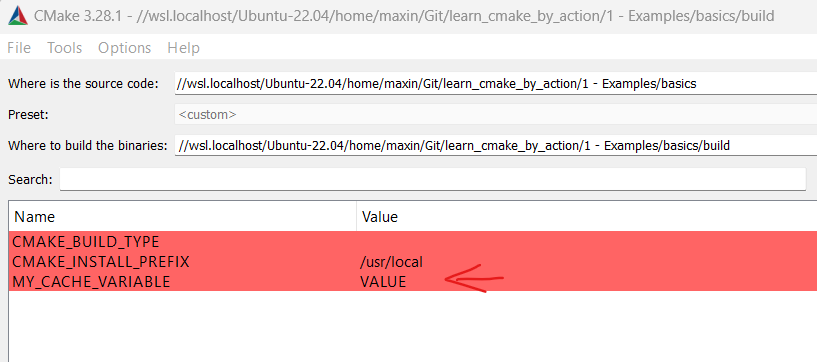 CMake 3.28.1 - //wsl.localhost/Ubuntu-22.04/home/maxin/Git/learn_cmake_by_action/1 - Examples/basics/build
File Tools Options Help
Where is the source code: //wsl.localhost/Ubuntu-22.04/home/maxin/Git/learn_cmake_by_action/1 - Examples/basics
Preset: <custom>
Where to build the binaries: //wsl.localhost/Ubuntu-22.04/home/maxin/Git/learn_cmake_by_action/1 - Examples/basics/build
Search:
Name Value
CMAKE_BUILD_TYPE
CMAKE_INSTALL_PREFIX /usr/local
MY_CACHE_VARIABLE VALUE